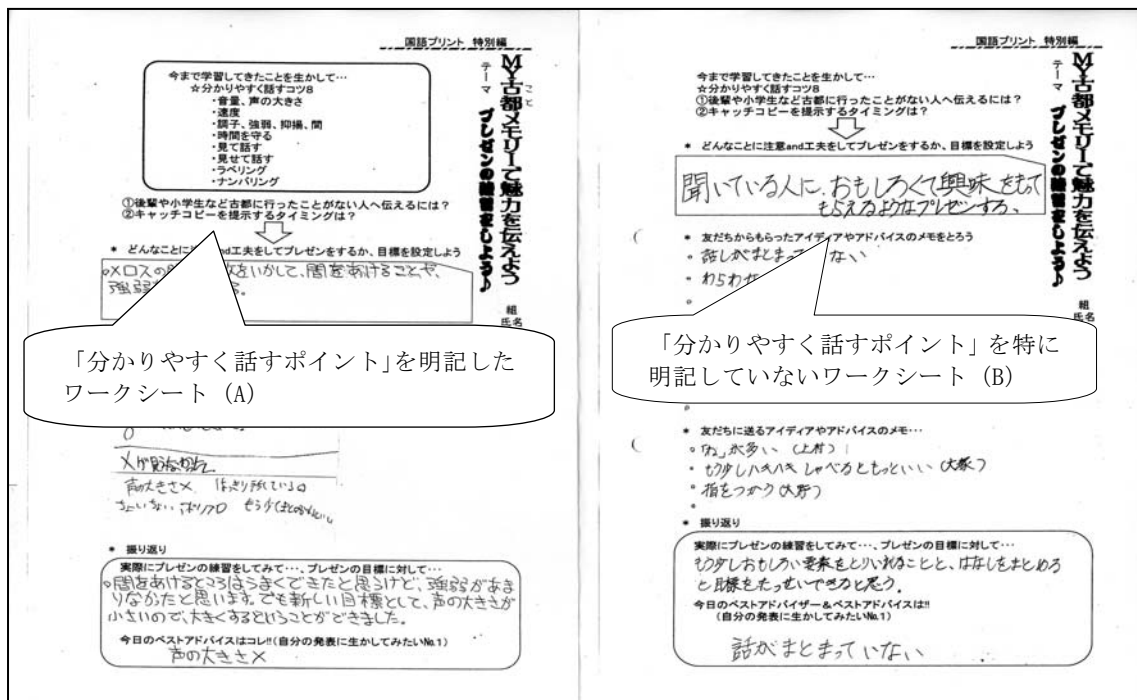 国語プリント 特別編
MY古都メモリーで魅力を伝えよう
こと
テーマ プレゼンの練習をしよう♪
組
氏名
今まで学習してきたことを生かして…
☆分かりやすく話すコツ8
・音量、声の大きさ
・速度
・調子、強弱、抑揚、間
・時間を守る
・見て話す
・見せて話す
・ラベリング
・ナンバリング
①後輩や小学生など古都に行ったことがない人へ伝えるには？
②キャッチコピーを提示するタイミングは？
* どんなことに
and工夫をしてプレゼンをするか、目標を設定しよう
○メロスの
をいかして、間をあけることや、
強弱
「分かりやすく話すポイント」を明記した
ワークシート (A)
声の大きさ×
* 振り返り
実際にプレゼンの練習をしてみて…、プレゼンの目標に対して…
○間をあけるところはうまくできたと思うけど、強弱があま
りなかったと思います。でも新しい目標として、声の大きさが
小さいので、大きくするということができました。
今日のベストアドバイスはコレ!!(自分の発表に生かしてみたいNo.1)
声の大きさ×
国語プリント 特別編
MY古都メモリーで魅力を伝えよう
テーマ プレゼンの練習をしよう♪
組
氏名
今まで学習してきたことを生かして…
☆分かりやすく話すコツ8
①後輩や小学生など古都に行ったことがない人へ伝えるには？
②キャッチコピーを提示するタイミングは？
* どんなことに注意and工夫をしてプレゼンをするか、目標を設定しよう
聞いている人に、おもしろくて興味をもって
もらえるようなプレゼンする、
* 友だちからもらったアイディアやアドバイスのメモをとろう
・話しがまとまっ
ない
・わらわせ
「分かりやすく話すポイント」を特に
明記していないワークシート (B)
* 友だちに送るアイディアやアドバイスのメモ…
・「ね」が多い (上村)
・もう少しハキハキしゃべるともっといい (大塚)
・指をつかう (大野)
* 振り返り
実際にプレゼンの練習をしてみて…、プレゼンの目標に対して…
もう少しおもしろい要素をとりいれることと、はなしをまとめる
と目標をたっせいできると思う。
今日のベストアドバイザー＆ベストアドバイスは!!
(自分の発表に生かしてみたいNo.1)
話がまとまっていない